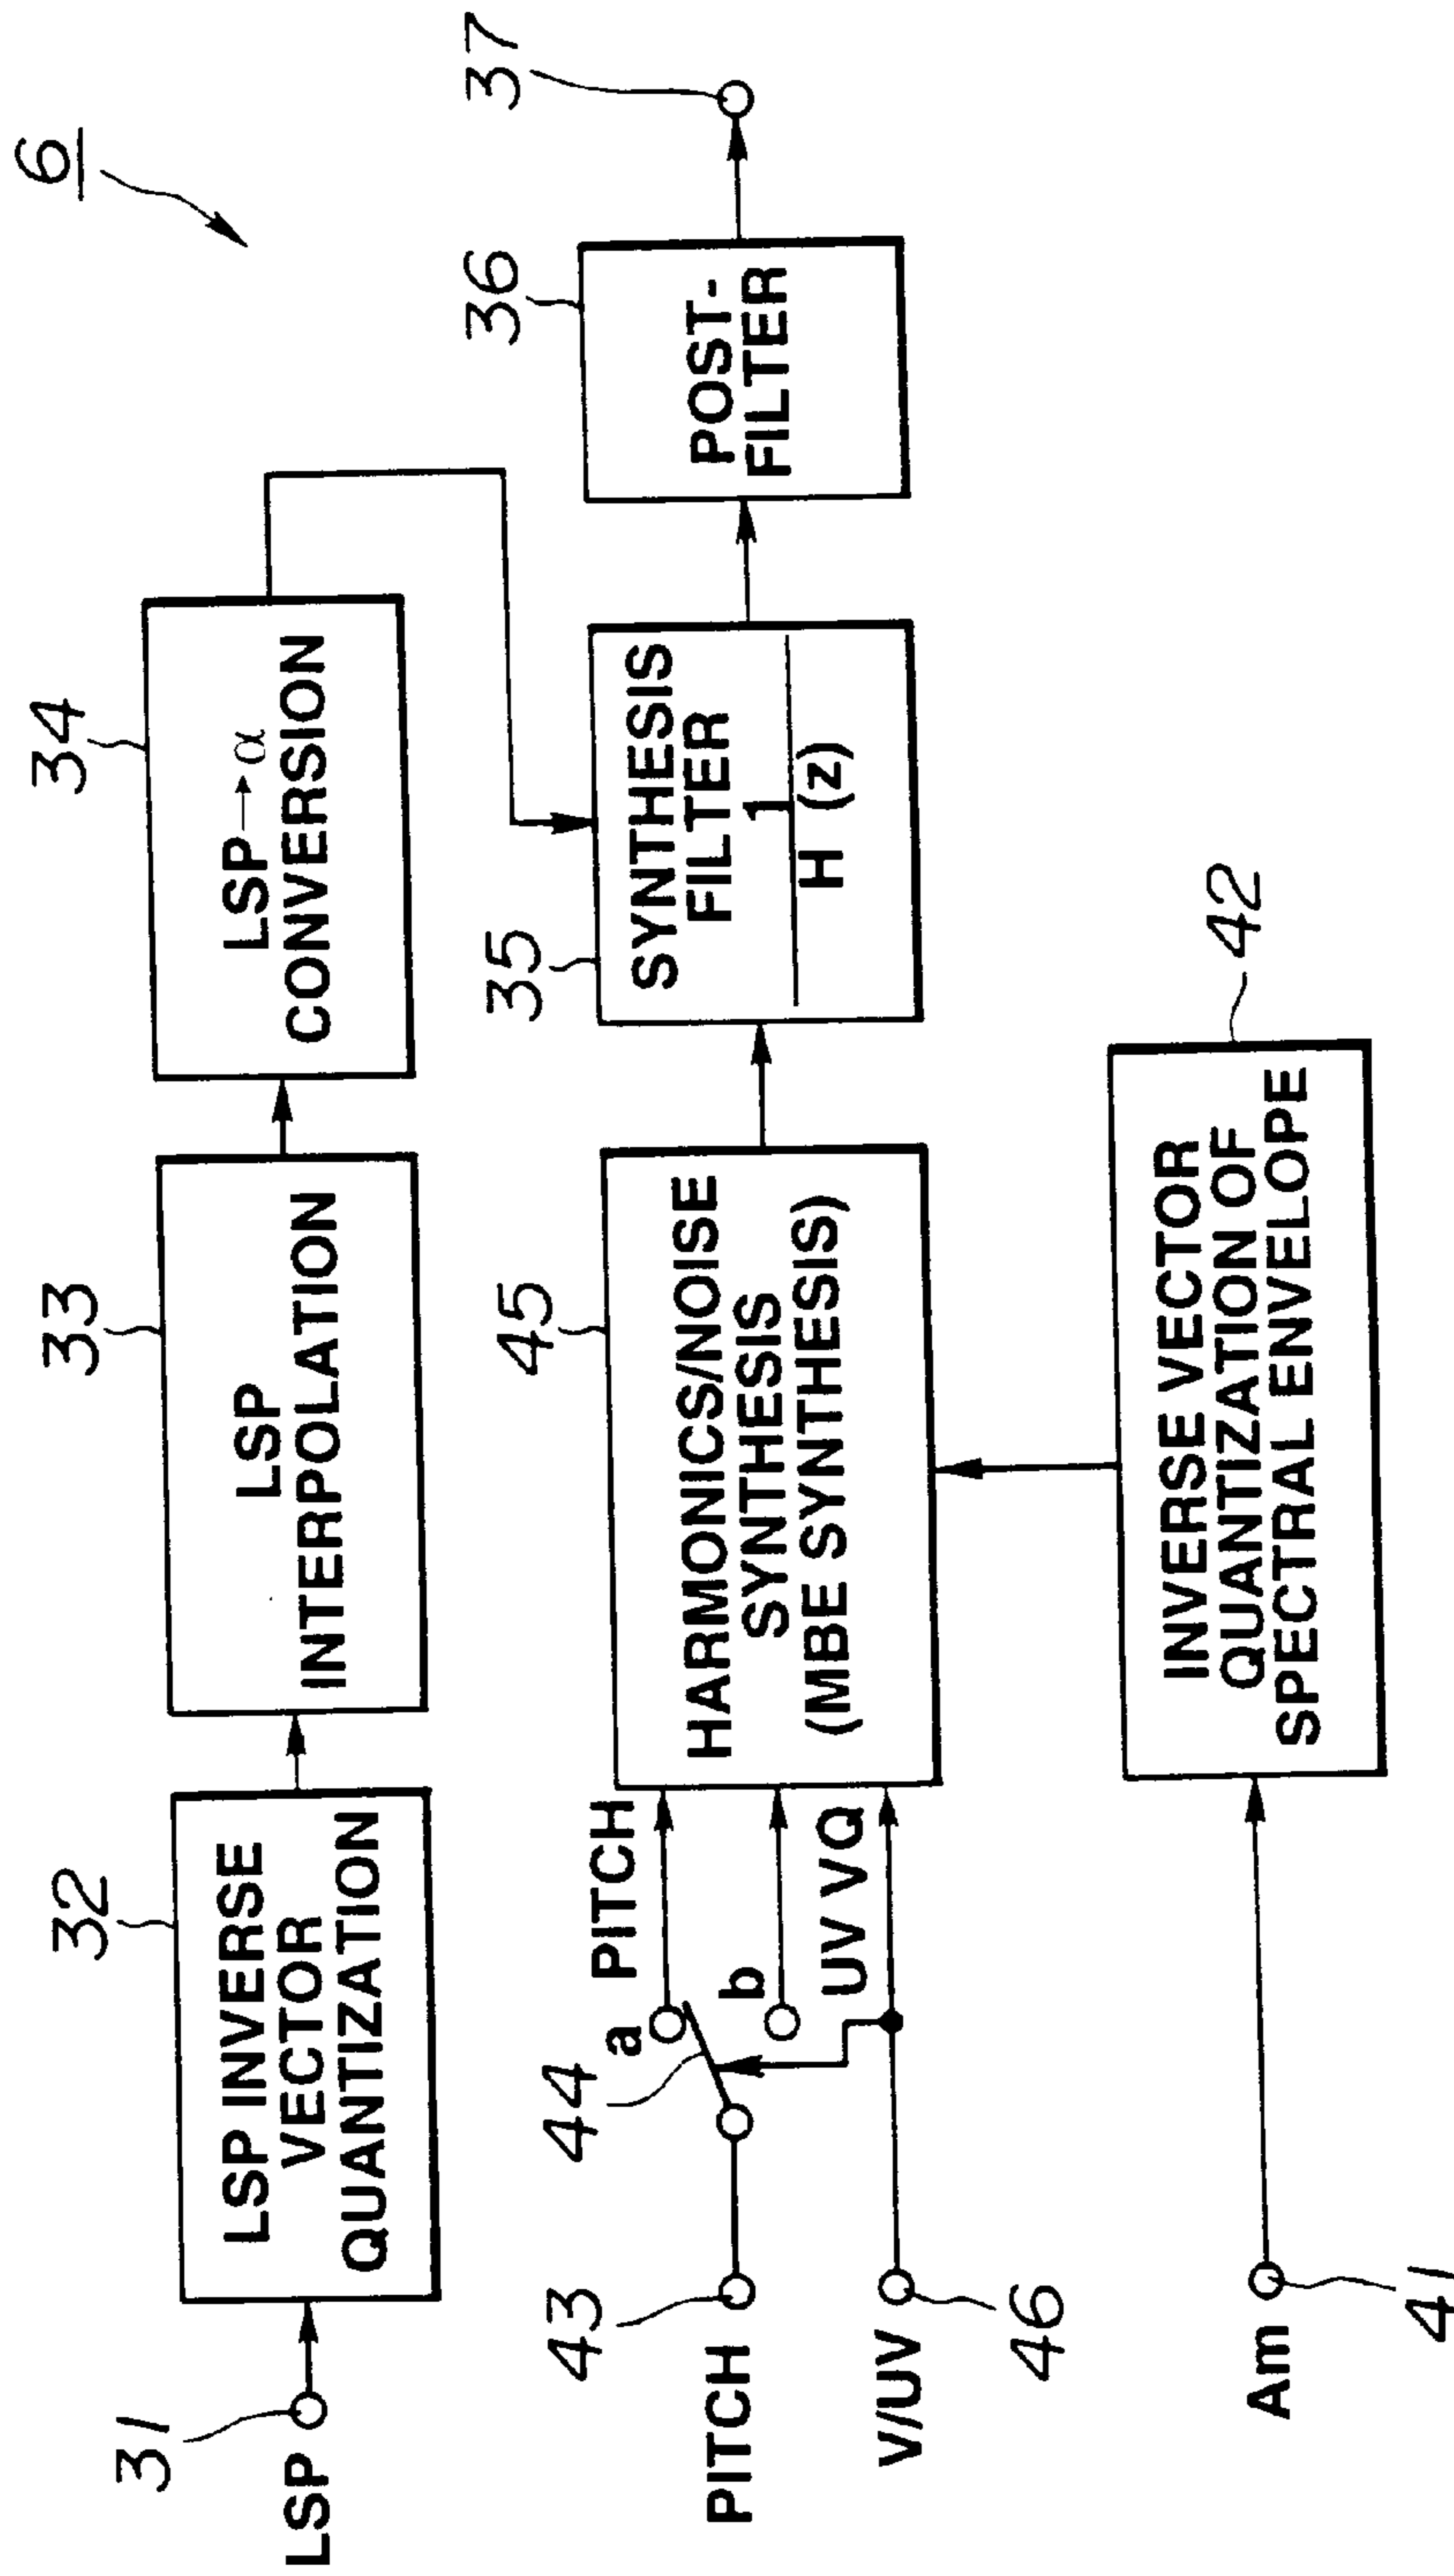 6
31
LSP
32
LSP INVERSE
VECTOR
QUANTIZATION
33
LSP
INTERPOLATION
34
LSP→α
CONVERSION
43
PITCH
44
a
PITCH
b
UV VQ
V/UV
46
45
HARMONICS/NOISE
SYNTHESIS
(MBE SYNTHESIS)
35
SYNTHESIS
FILTER
1
H (z)
36
POST-
FILTER
37
Am
41
42
INVERSE VECTOR
QUANTIZATION OF
SPECTRAL ENVELOPE